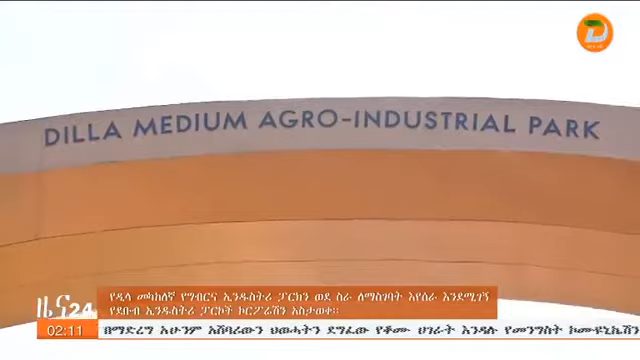 DILLA MEDIUM AGRO-INDUSTRIAL PARK
የዲላ መካከለኛ የግብርና ኢንዱስትሪ ፓርክን ወደ ስራ ለማስገባት እየሰራ እንደሚገኝ
የደቡብ ኢንዱስትሪ ፓርኮች ኮርፖሬሽን አስታወቀ።
ዜና24
02:11
በማድረግ አሁንም አሸባሪውን ህወሓትን ደግፈው የቆሙ ሀገራት እንዳሉ የመንግስት ኮሙዩኒኬሽን